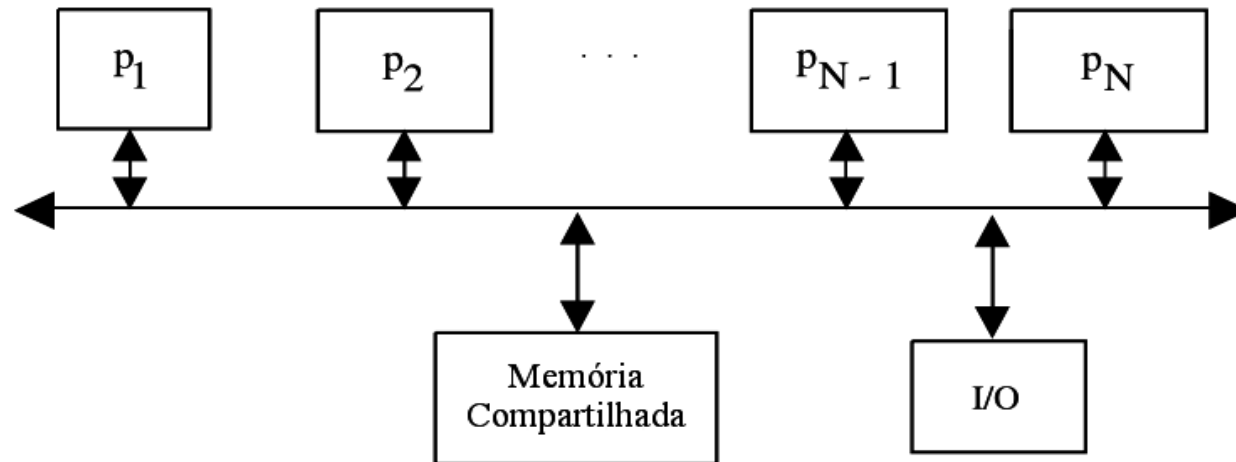 p1
p2
. . .
pN - 1
pN
Memória
Compartilhada
I/O